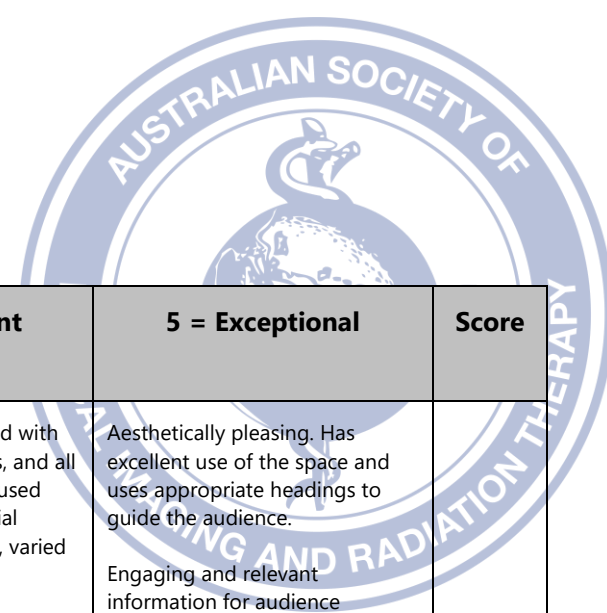 AUSTRALIAN SOCIETY OF
AL IMAGING AND RADIATION THERAPY
nt
5 = Exceptional
Score
d with
s, and all
used
ial
, varied
Aesthetically pleasing. Has
excellent use of the space and
uses appropriate headings to
guide the audience.
Engaging and relevant
information for audience